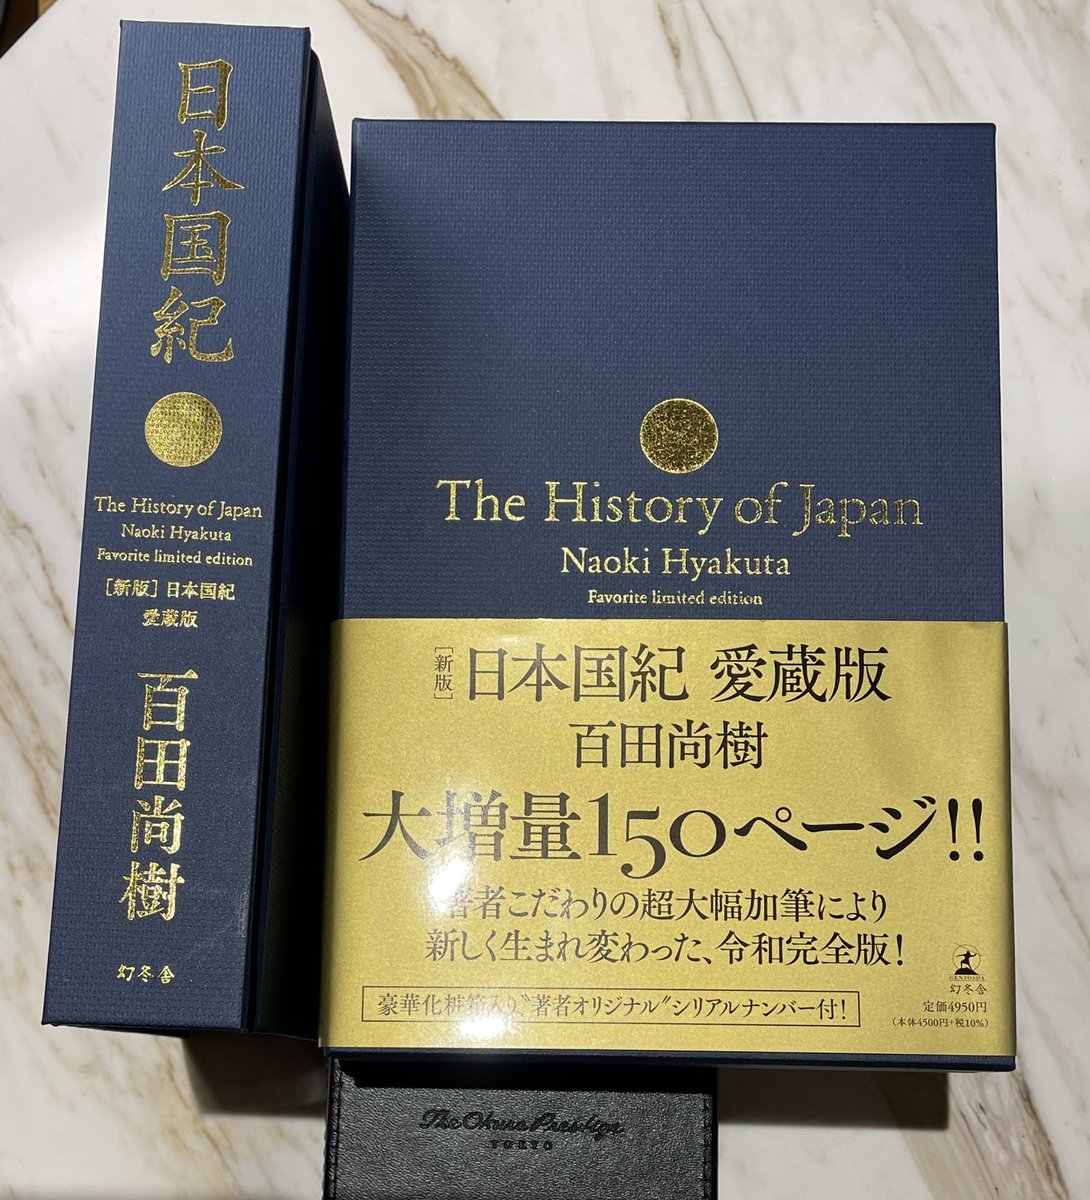 日本国紀
The History of Japan
Naoki Hyakuta
Favorite limited edition
［新版］日本国紀
愛蔵版
百田尚樹
幻冬舎
The History of Japan
Naoki Hyakuta
Favorite limited edition
［新版］日本国紀 愛蔵版
百田尚樹
大増量150ページ!!
著者こだわりの超大幅加筆により
新しく生まれ変わった、令和完全版!
豪華化粧箱入り、〝著者オリジナル〟シリアルナンバー付!
GENTOSHA
幻冬舎
定価4950円
(本体4500円+税10%)
The Okura Prestige
TOKYO